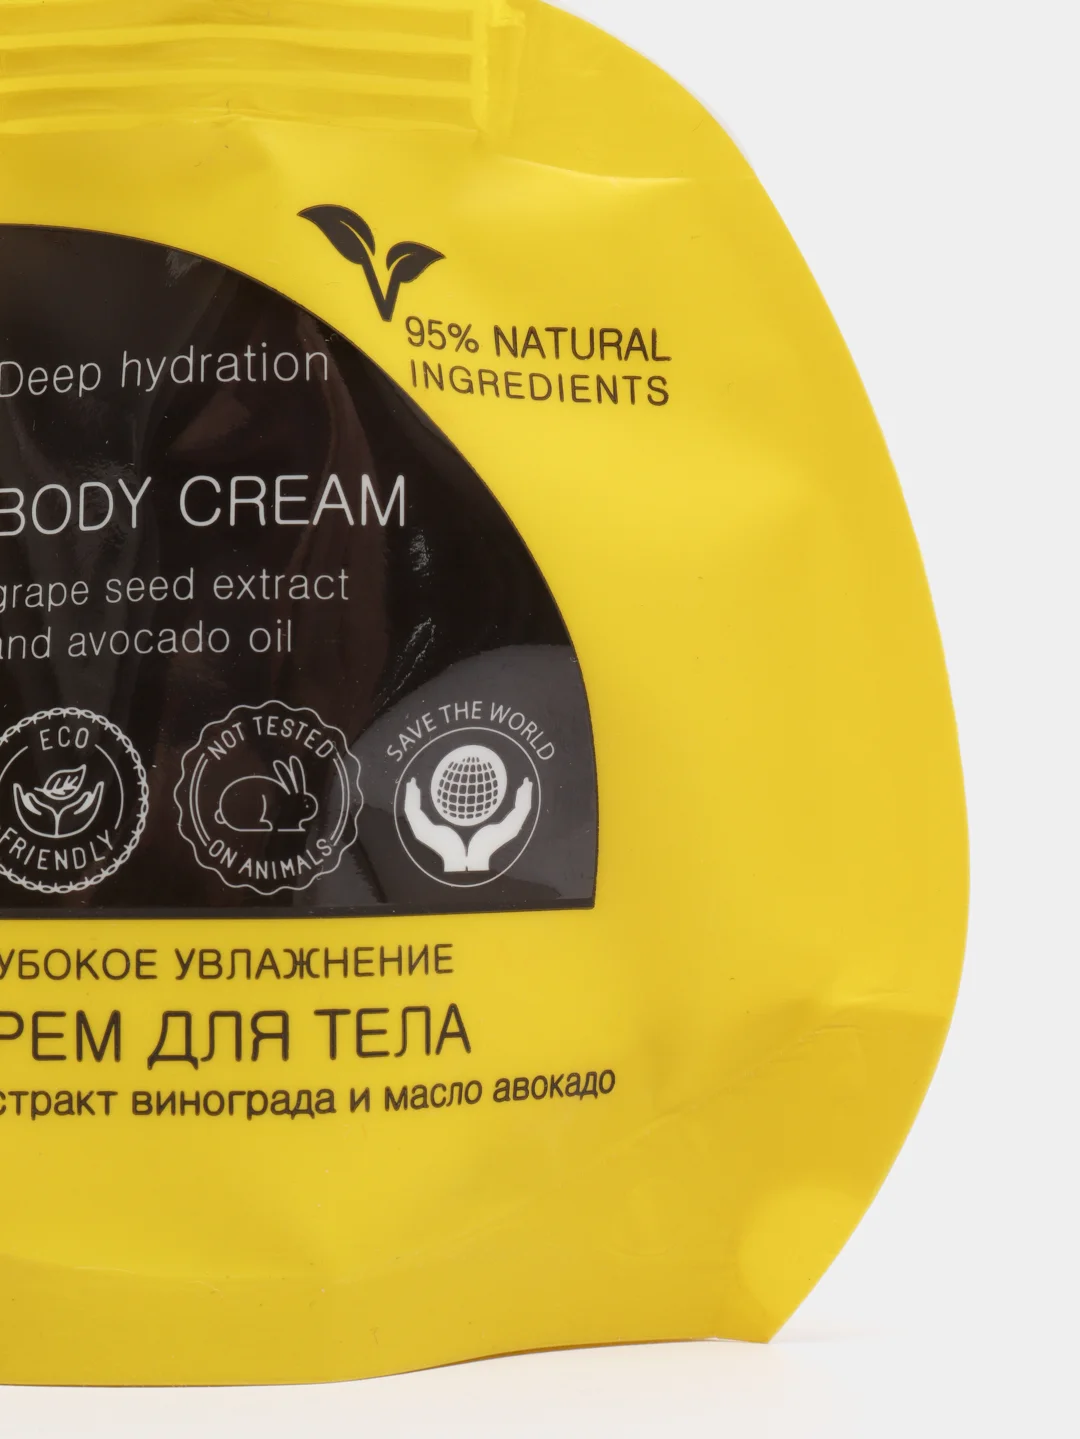 95% NATURAL
INGREDIENTS
Deep hydration
BODY CREAM
grape seed extract
and avocado oil
ECO
FRIENDLY
NOT TESTED
ON ANIMALS
SAVE THE WORLD
УБОКОЕ УВЛАЖНЕНИЕ
РЕМ ДЛЯ ТЕЛА
стракт винограда и масло авокадо